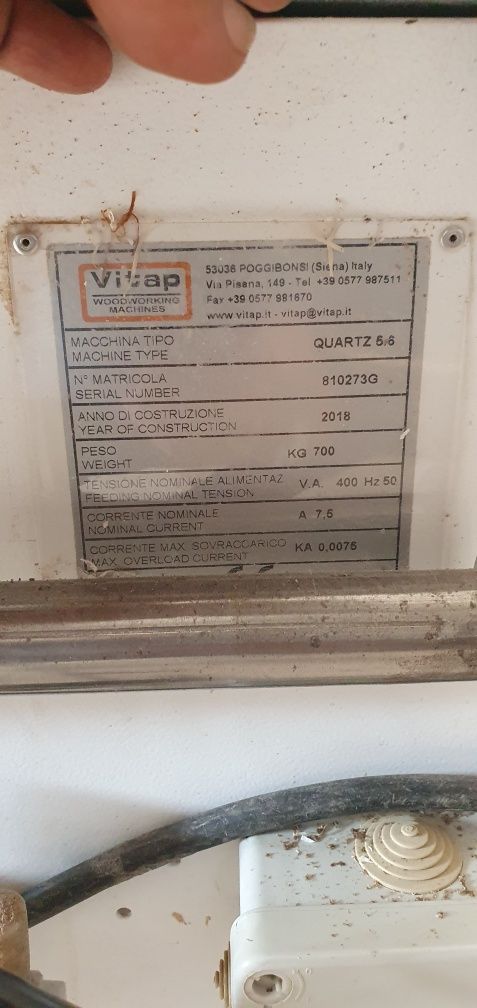 Vitap
WOODWORKING
MACHINES
53036 POGGIBONSI (Siena) Italy
Via Pisana, 149 - Tel +39 0577 987511
Fax +39 0577 981670
www.vitap.it - vitap@vitap.it
MACCHINA TIPO
MACHINE TYPE
QUARTZ 5.6
N° MATRICOLA
SERIAL NUMBER
810273G
ANNO DI COSTRUZIONE
YEAR OF CONSTRUCTION
2018
PESO
WEIGHT
KG 700
TENSIONE NOMINALE ALIMENTAZ
FEEDING NOMINAL TENSION
V.A. 400 Hz 50
CORRENTE NOMINALE
NOMINAL CURRENT
A 7,5
CORRENTE MAX. SOVRACCARICO
MAX. OVERLOAD CURRENT
KA 0,0075